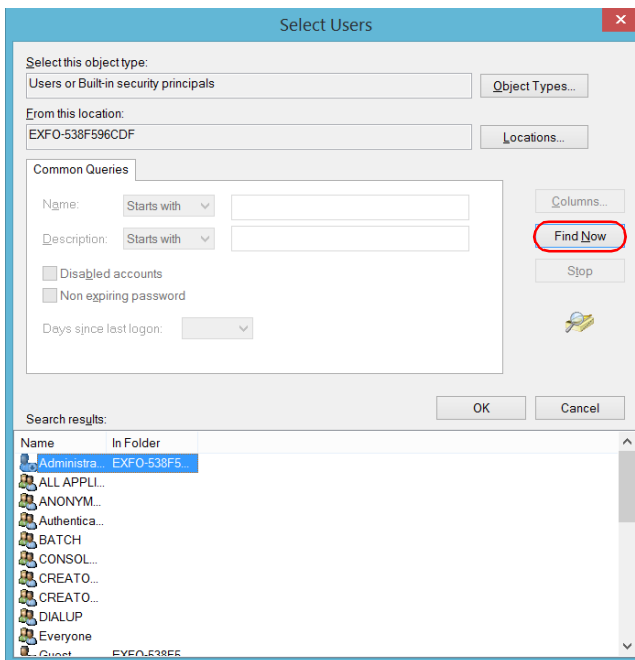 Select Users
Select this object type:
Users or Built-in security principals
Object Types...
From this location:
EXFO-538F596CDF
Locations...
Common Queries
Name: Starts with
Columns...
Description: Starts with
Find Now
Disabled accounts
Stop
Non expiring password
Days since last logon:
OK Cancel
Search results:
Name In Folder
Administra... EXFO-538F5...
ALL APPLI...
ANONYM...
Authentica...
BATCH
CONSOL...
CREATO...
CREATO...
DIALUP
Everyone
Guest EXFO-538F5